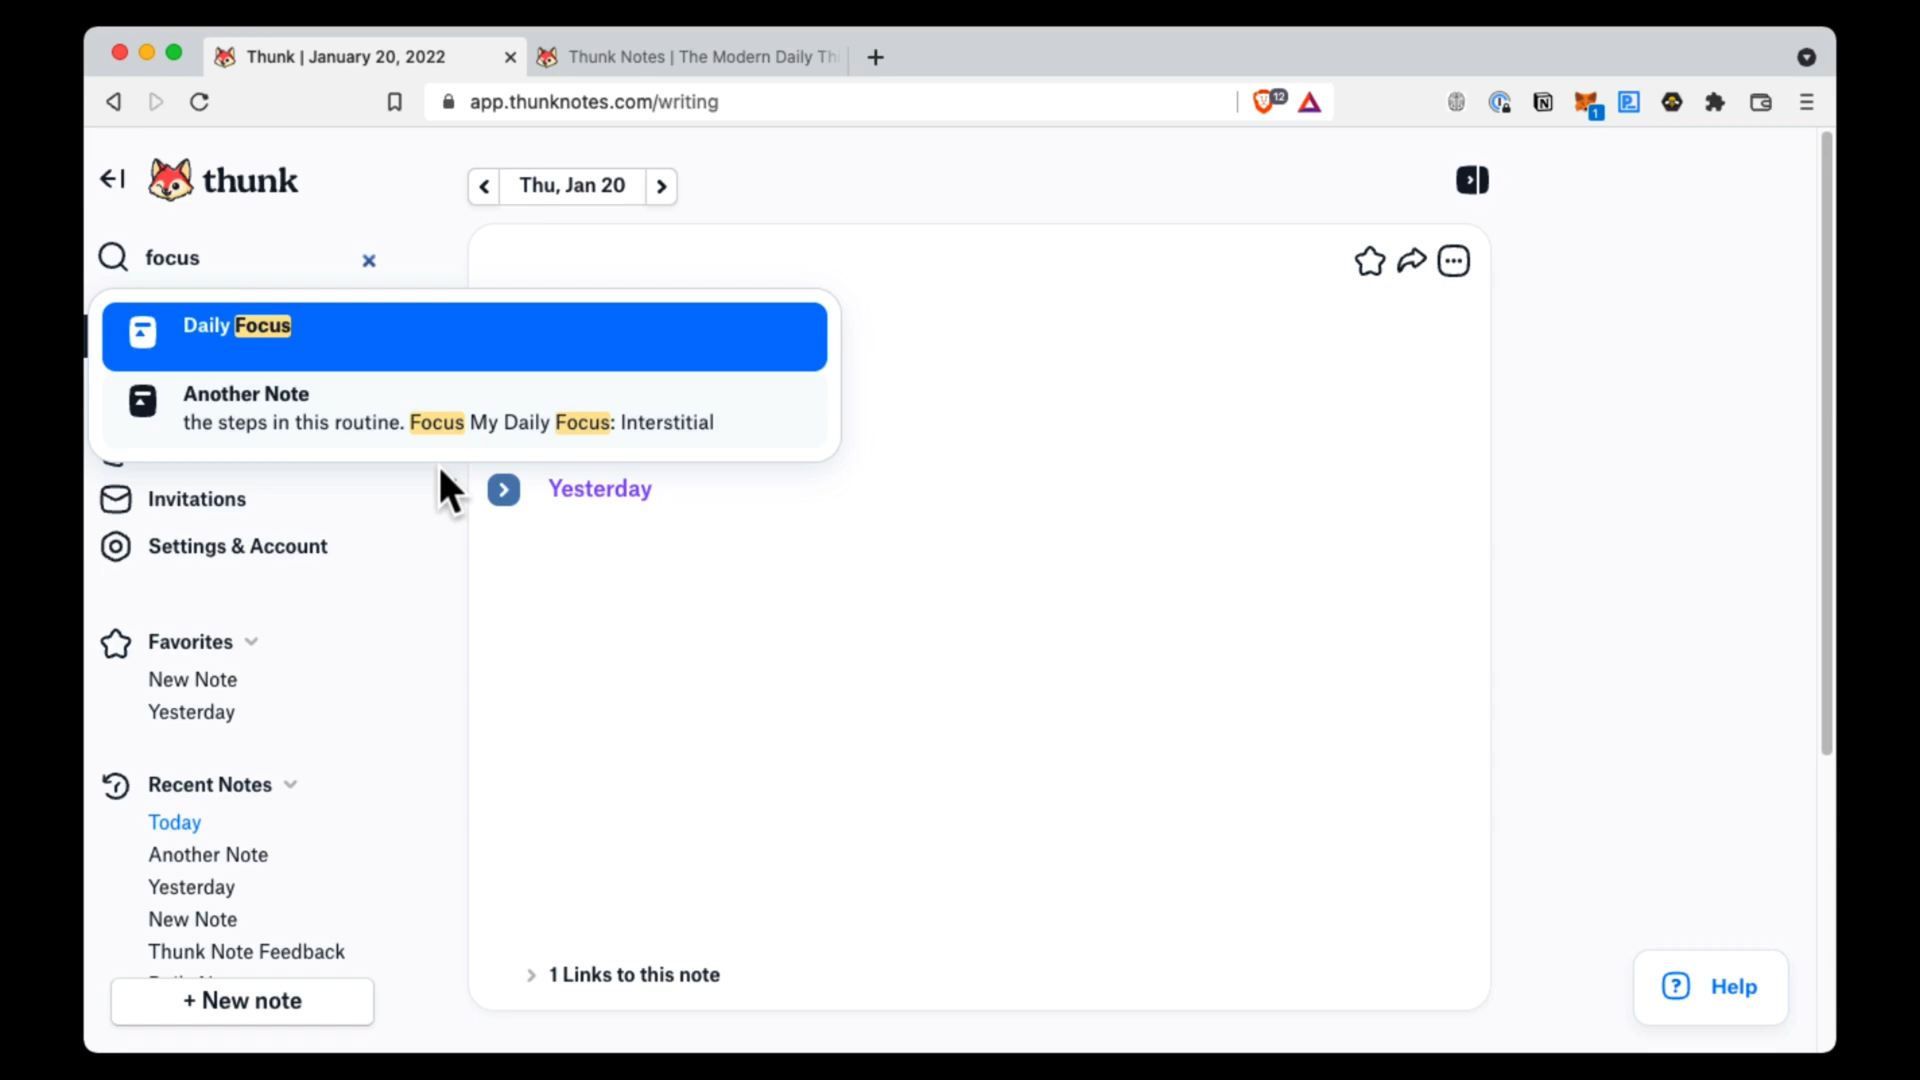 Thunk | January 20, 2022
Thunk Notes | The Modern Daily Th
app.thunknotes.com/writing
12
1
thunk
Thu, Jan 20
focus
Daily Focus
Another Note
the steps in this routine. Focus My Daily Focus: Interstitial
Yesterday
Invitations
Settings & Account
Favorites
New Note
Yesterday
Recent Notes
Today
Another Note
Yesterday
New Note
Thunk Note Feedback
+ New note
1 Links to this note
? Help